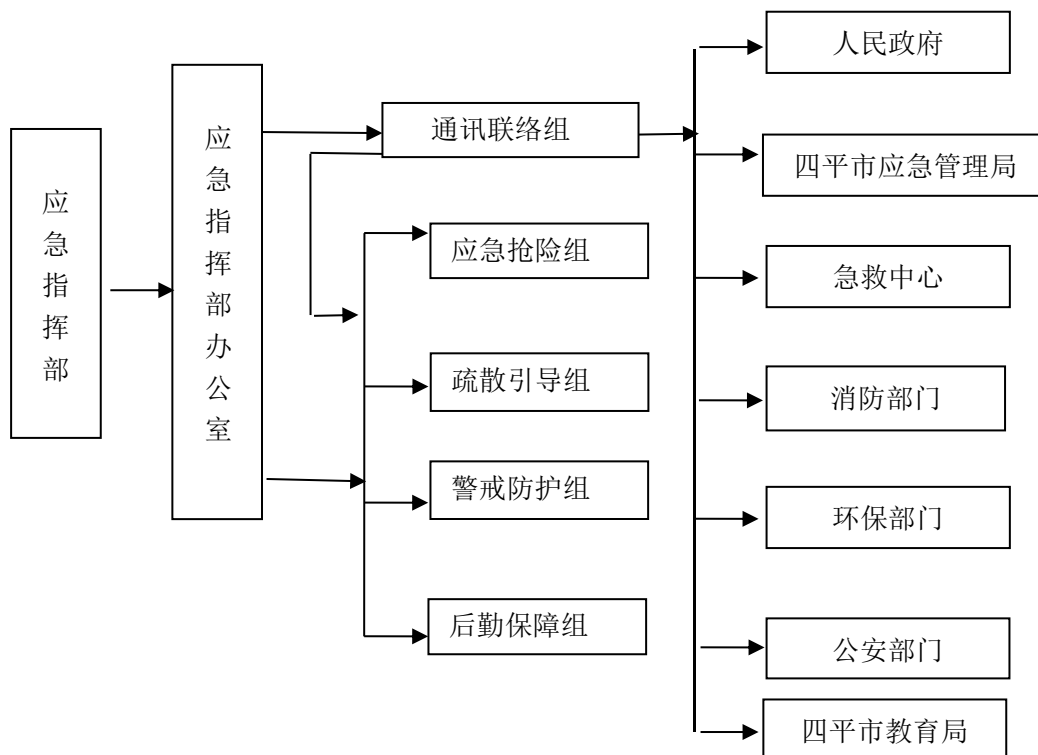 应急指挥部
应急指挥部办公室
通讯联络组
应急抢险组
疏散引导组
警戒防护组
后勤保障组
人民政府
四平市应急管理局
急救中心
消防部门
环保部门
公安部门
四平市教育局